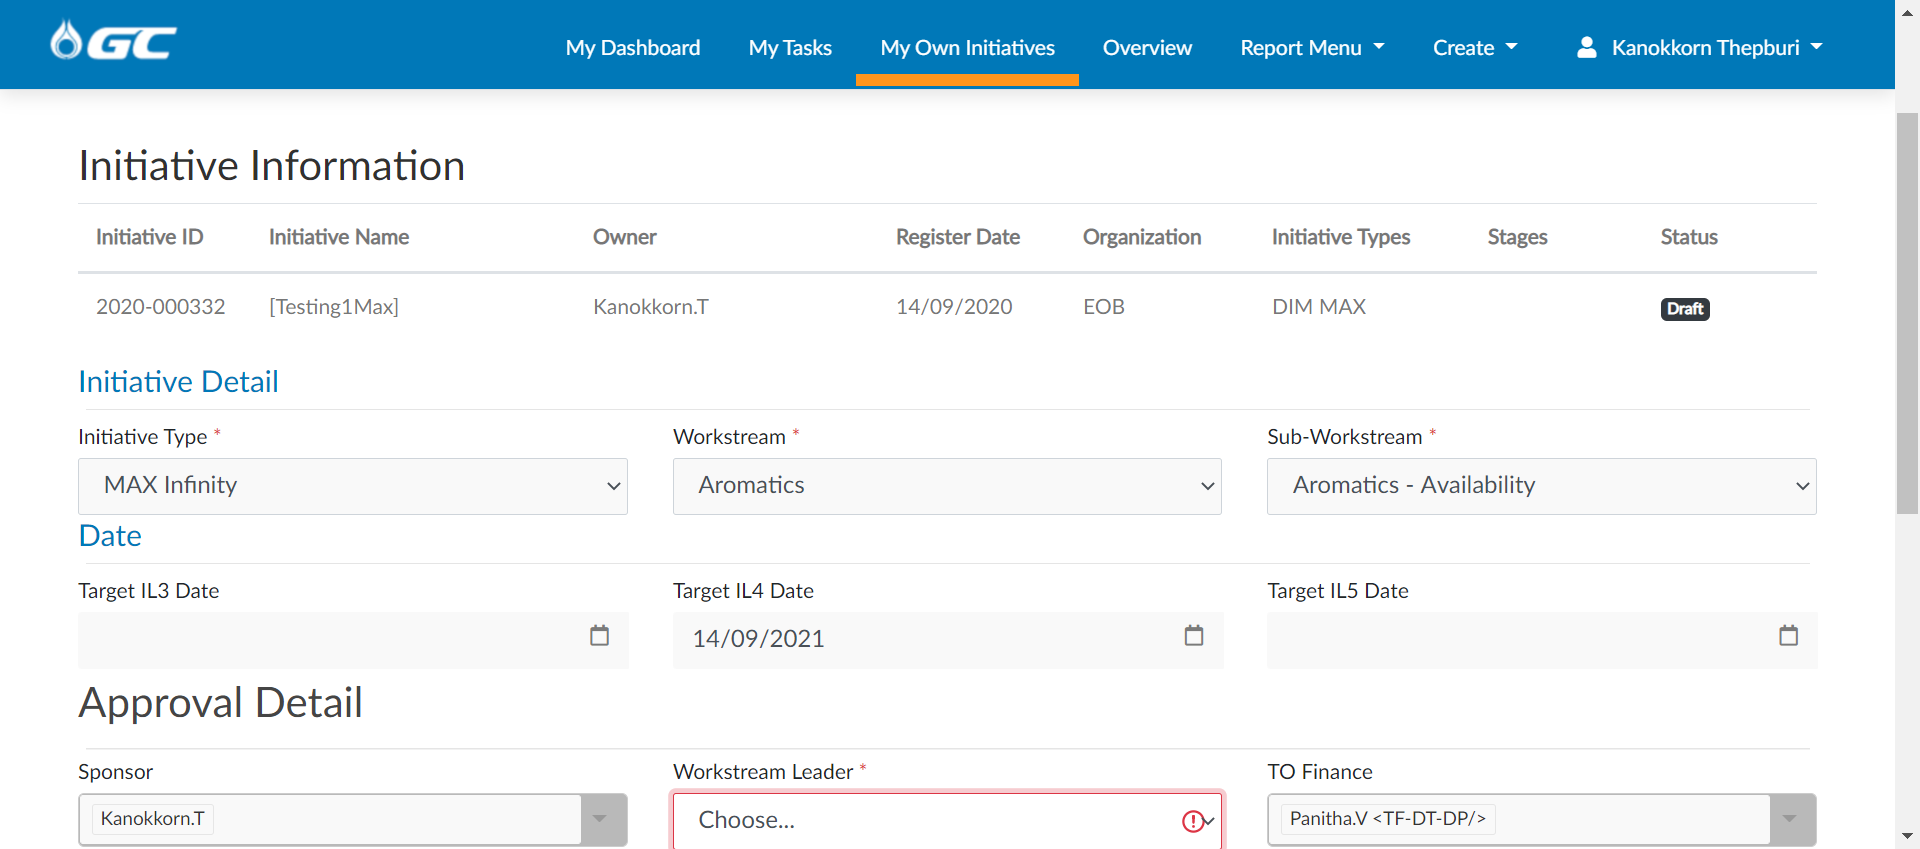 GC
My Dashboard My Tasks My Own Initiatives Overview Report Menu Create Kanokkorn Thepburi
Initiative Information
Initiative ID Initiative Name Owner Register Date Organization Initiative Types Stages Status
2020-000332 [Testing1Max] Kanokkorn.T 14/09/2020 EOB DIM MAX Draft
Initiative Detail
Initiative Type * Workstream * Sub-Workstream *
MAX Infinity Aromatics Aromatics - Availability
Date
Target IL3 Date Target IL4 Date Target IL5 Date
14/09/2021
Approval Detail
Sponsor Workstream Leader * TO Finance
Kanokkorn.T Choose... Panitha.V <TF-DT-DP/>